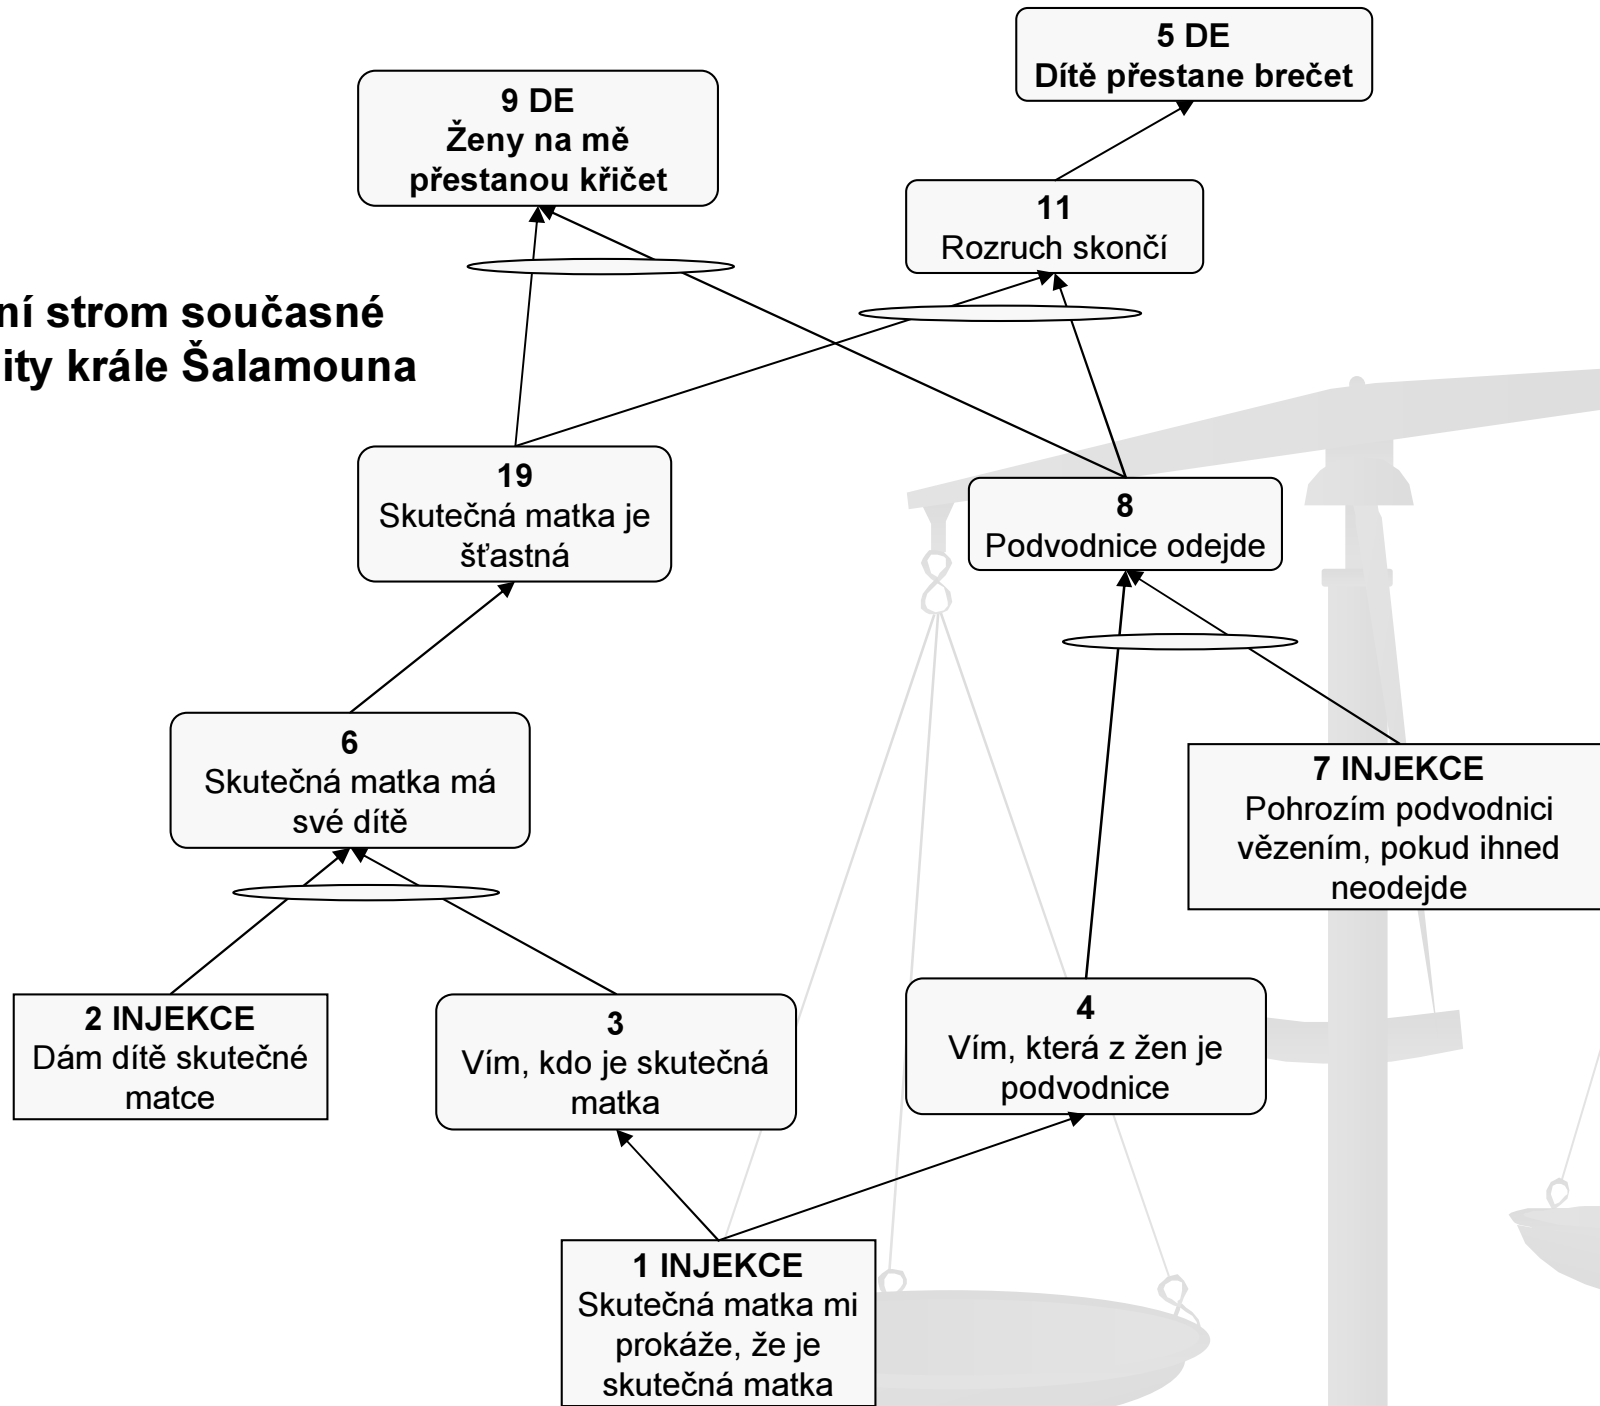 5 DE
Dítě přestane brečet
9 DE
Ženy na mě
přestanou křičet
11
Rozruch skončí
ní strom současné
ity krále Šalamouna
19
Skutečná matka je
šťastná
8
Podvodnice odejde
6
Skutečná matka má
své dítě
7 INJEKCE
Pohrozím podvodnici
vězením, pokud ihned
neodejde
2 INJEKCE
Dám dítě skutečné
matce
3
Vím, kdo je skutečná
matka
4
Vím, která z žen je
podvodnice
1 INJEKCE
Skutečná matka mi
prokáže, že je
skutečná matka